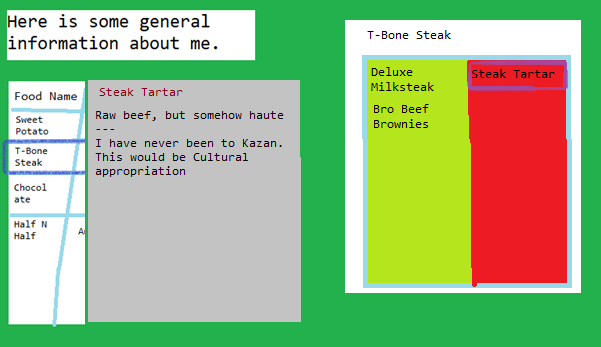 Here is some general
information about me.
Food Name
Sweet
Potato
T-Bone
Steak
Chocol
ate
Half N
Half
Steak Tartar
Raw beef, but somehow haute
---
I have never been to Kazan.
This would be Cultural
appropriation
T-Bone Steak
Deluxe
Milksteak
Bro Beef
Brownies
Steak Tartar